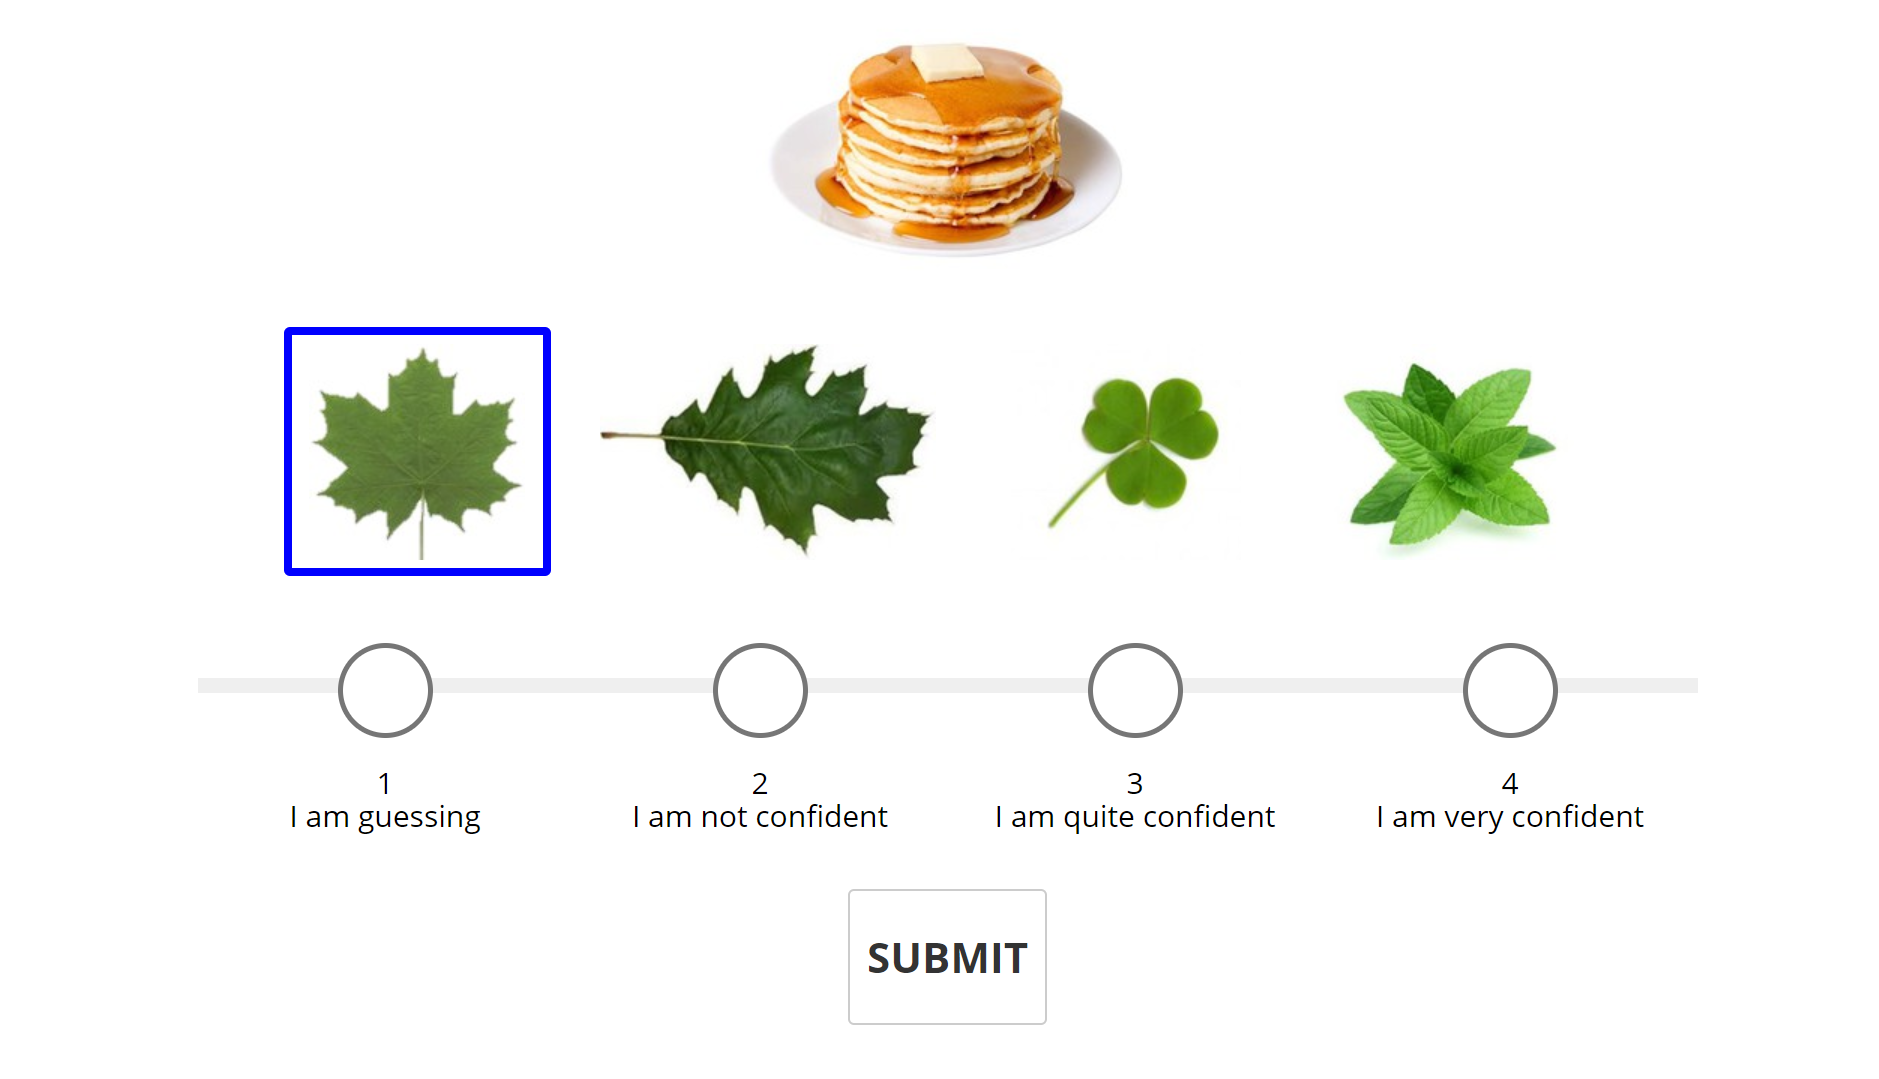 1
I am guessing
2
I am not confident
3
I am quite confident
4
I am very confident
SUBMIT